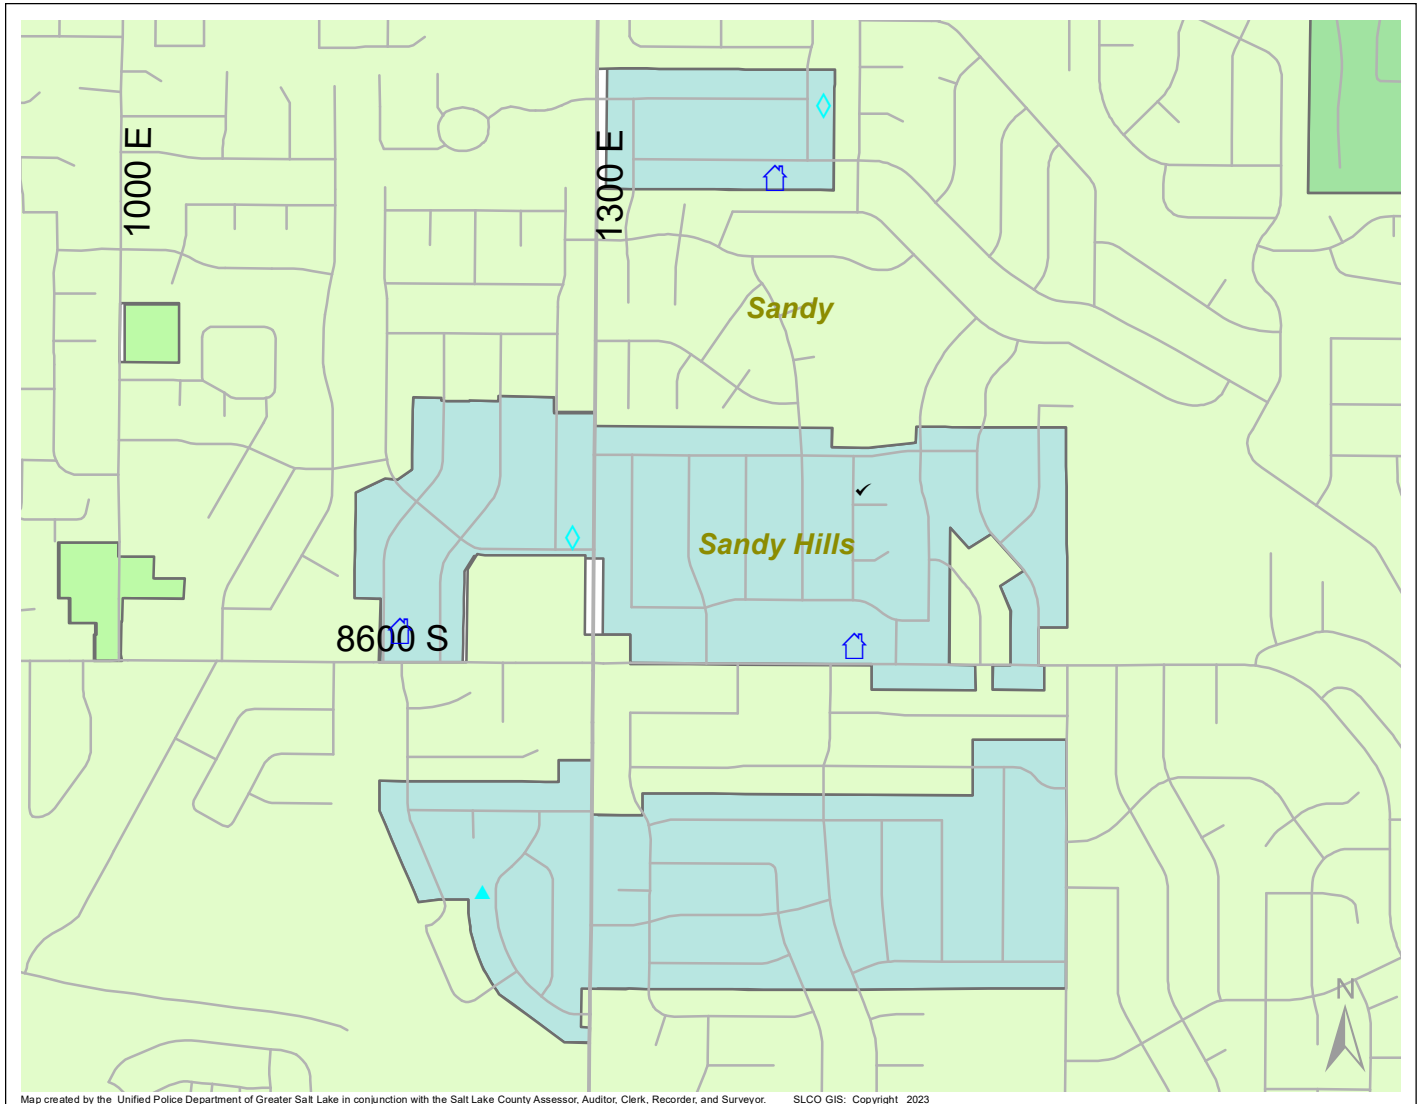 1000 E
1300 E
Sandy
Sandy Hills
8600 S
N
Map created by the Unified Police Department of Greater Salt Lake in conjunction with the Salt Lake County Assessor, Auditor, Clerk, Recorder, and Surveyor. SLCO GIS: Copyright 2023